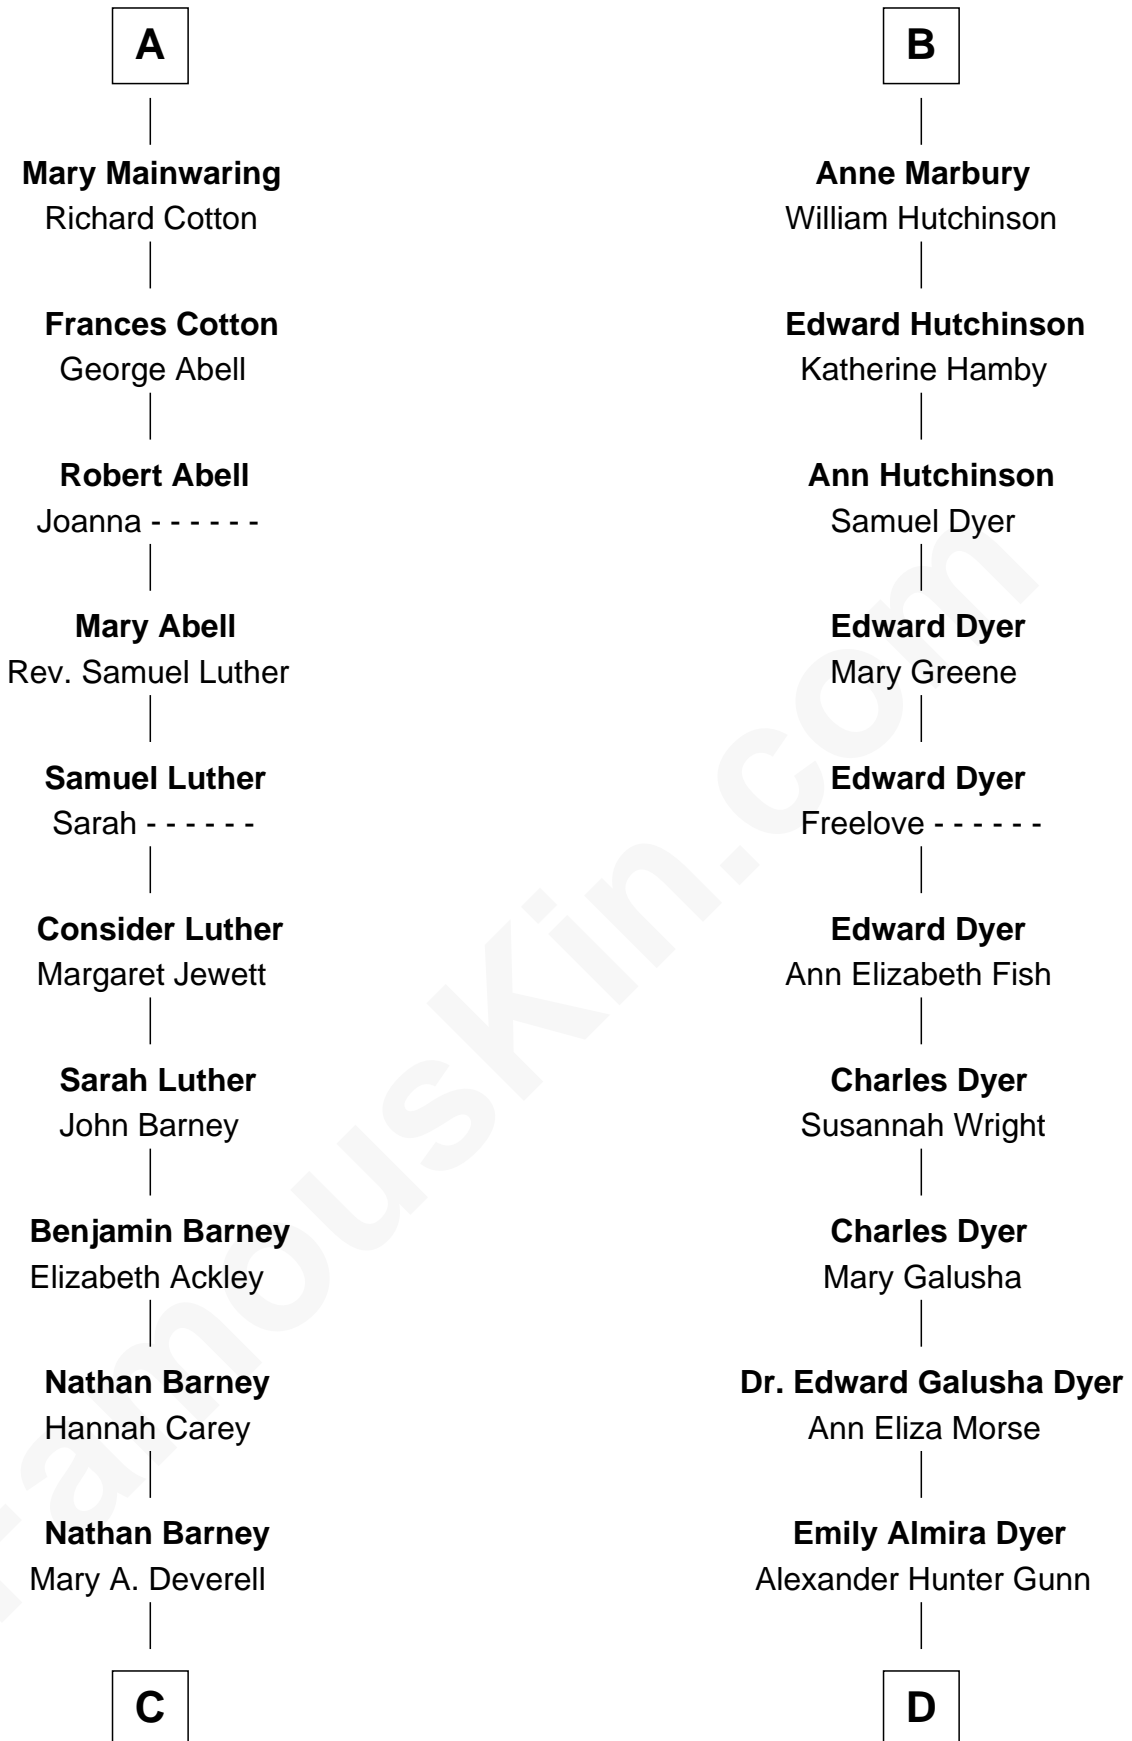 A
Mary Mainwaring
Richard Cotton
Frances Cotton
George Abell
Robert Abell
Joanna - - - - - -
Mary Abell
Rev. Samuel Luther
Samuel Luther
Sarah - - - - - -
Consider Luther
Margaret Jewett
Sarah Luther
John Barney
Benjamin Barney
Elizabeth Ackley
Nathan Barney
Hannah Carey
Nathan Barney
Mary A. Deverell
C
B
Anne Marbury
William Hutchinson
Edward Hutchinson
Katherine Hamby
Ann Hutchinson
Samuel Dyer
Edward Dyer
Mary Greene
Edward Dyer
Freelove - - - - - -
Edward Dyer
Ann Elizabeth Fish
Charles Dyer
Susannah Wright
Charles Dyer
Mary Galusha
Dr. Edward Galusha Dyer
Ann Eliza Morse
Emily Almira Dyer
Alexander Hunter Gunn
D
FamousKin.com